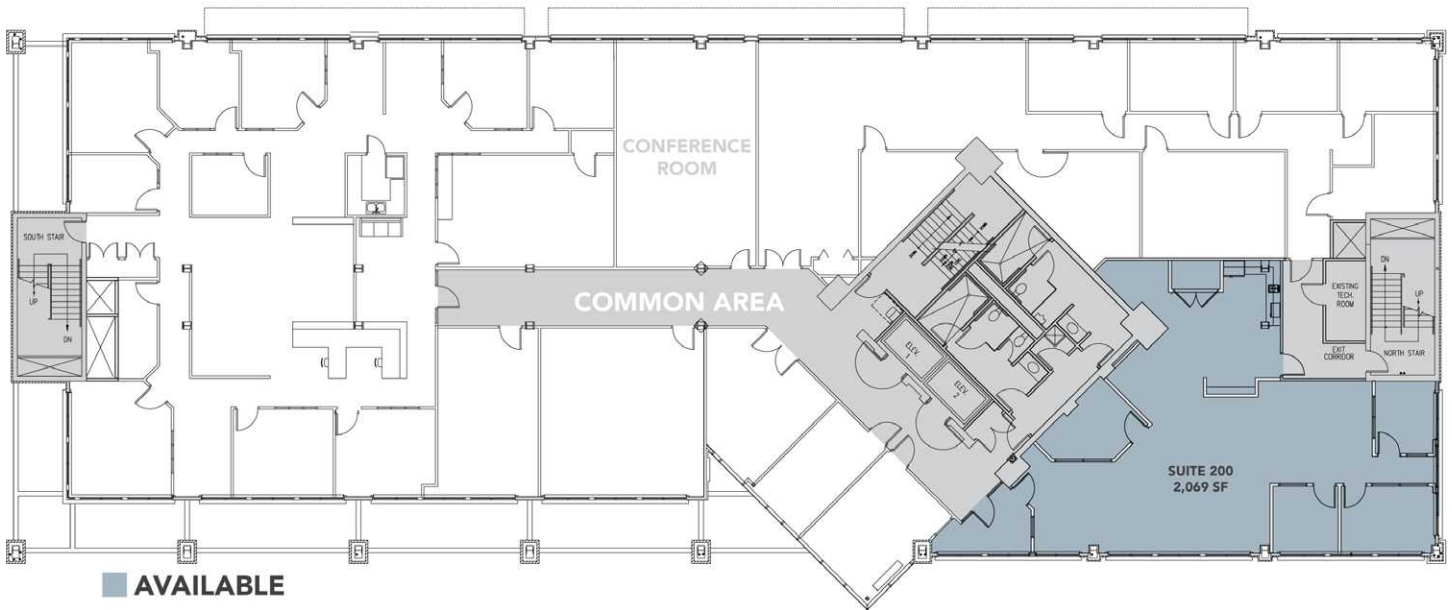 CONFERENCE
ROOM
SOUTH STAIR
UP
DN
COMMON AREA
DN
EXISTING
TECH.
ROOM
UP
EXIT
CORRIDOR
NORTH STAIR
ELEV.
1
ELEV.
2
SUITE 200
2,069 SF
AVAILABLE